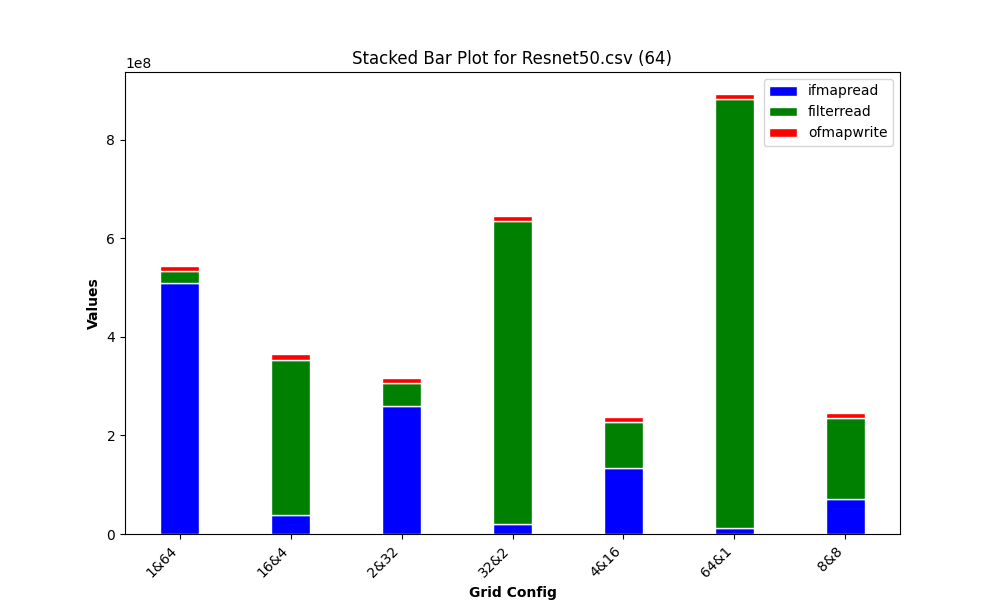 Stacked Bar Plot for Resnet50.csv (64)
1e8
ifmapread
filterread
ofmapwrite
8
6
4
2
0
Values
1&64
16&4
2&32
32&2
4&16
64&1
8&8
Grid Config